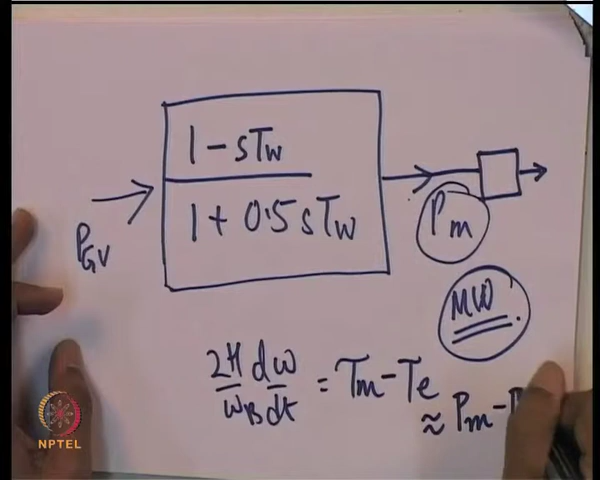 1 - sTw
1 + 0.5 sTw
PGV
Pm
MW
2H/ωB dω/dt = Tm - Te
≈ Pm -
NPTEL